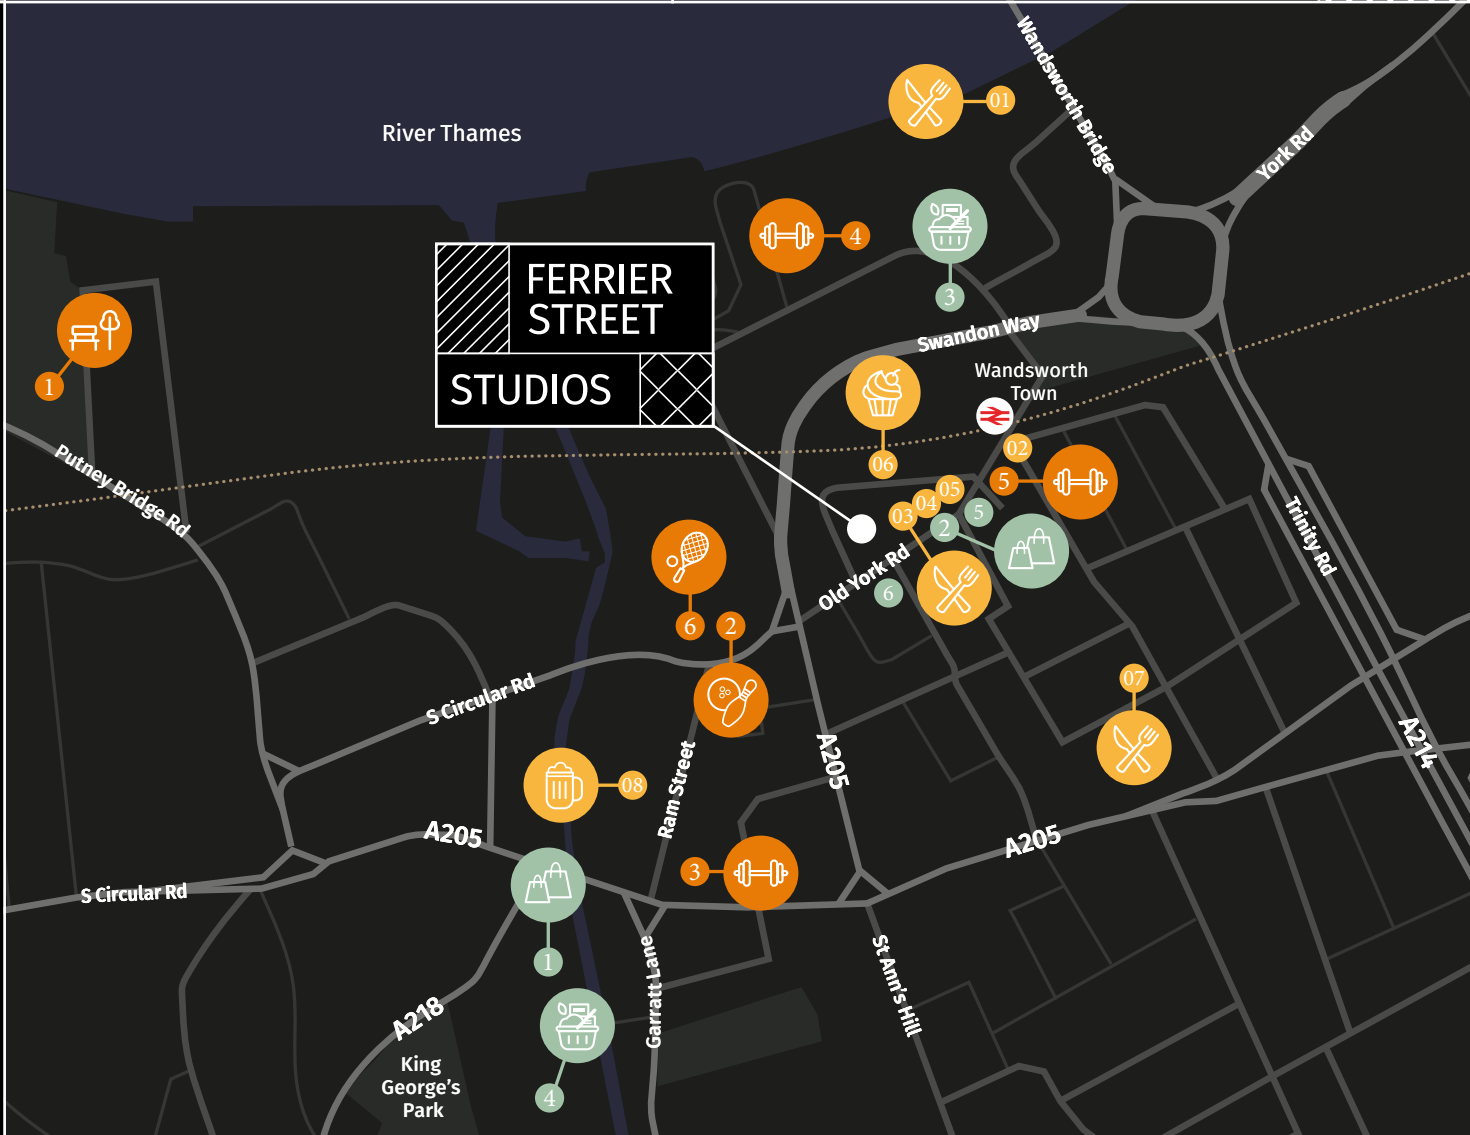 Wandsworth Bridge
01
River Thames
York Rd
4
3
FERRIER
STREET
STUDIOS
Swandon Way
1
Wandsworth
Town
02
06
Putney Bridge Rd
5
05
04
03
5
2
Trinity Rd
Old York Rd
6
6
2
07
S Circular Rd
A214
A205
Ram Street
08
A205
A205
3
S Circular Rd
1
Garratt Lane
St Ann's Hill
A218
King
George's
Park
4